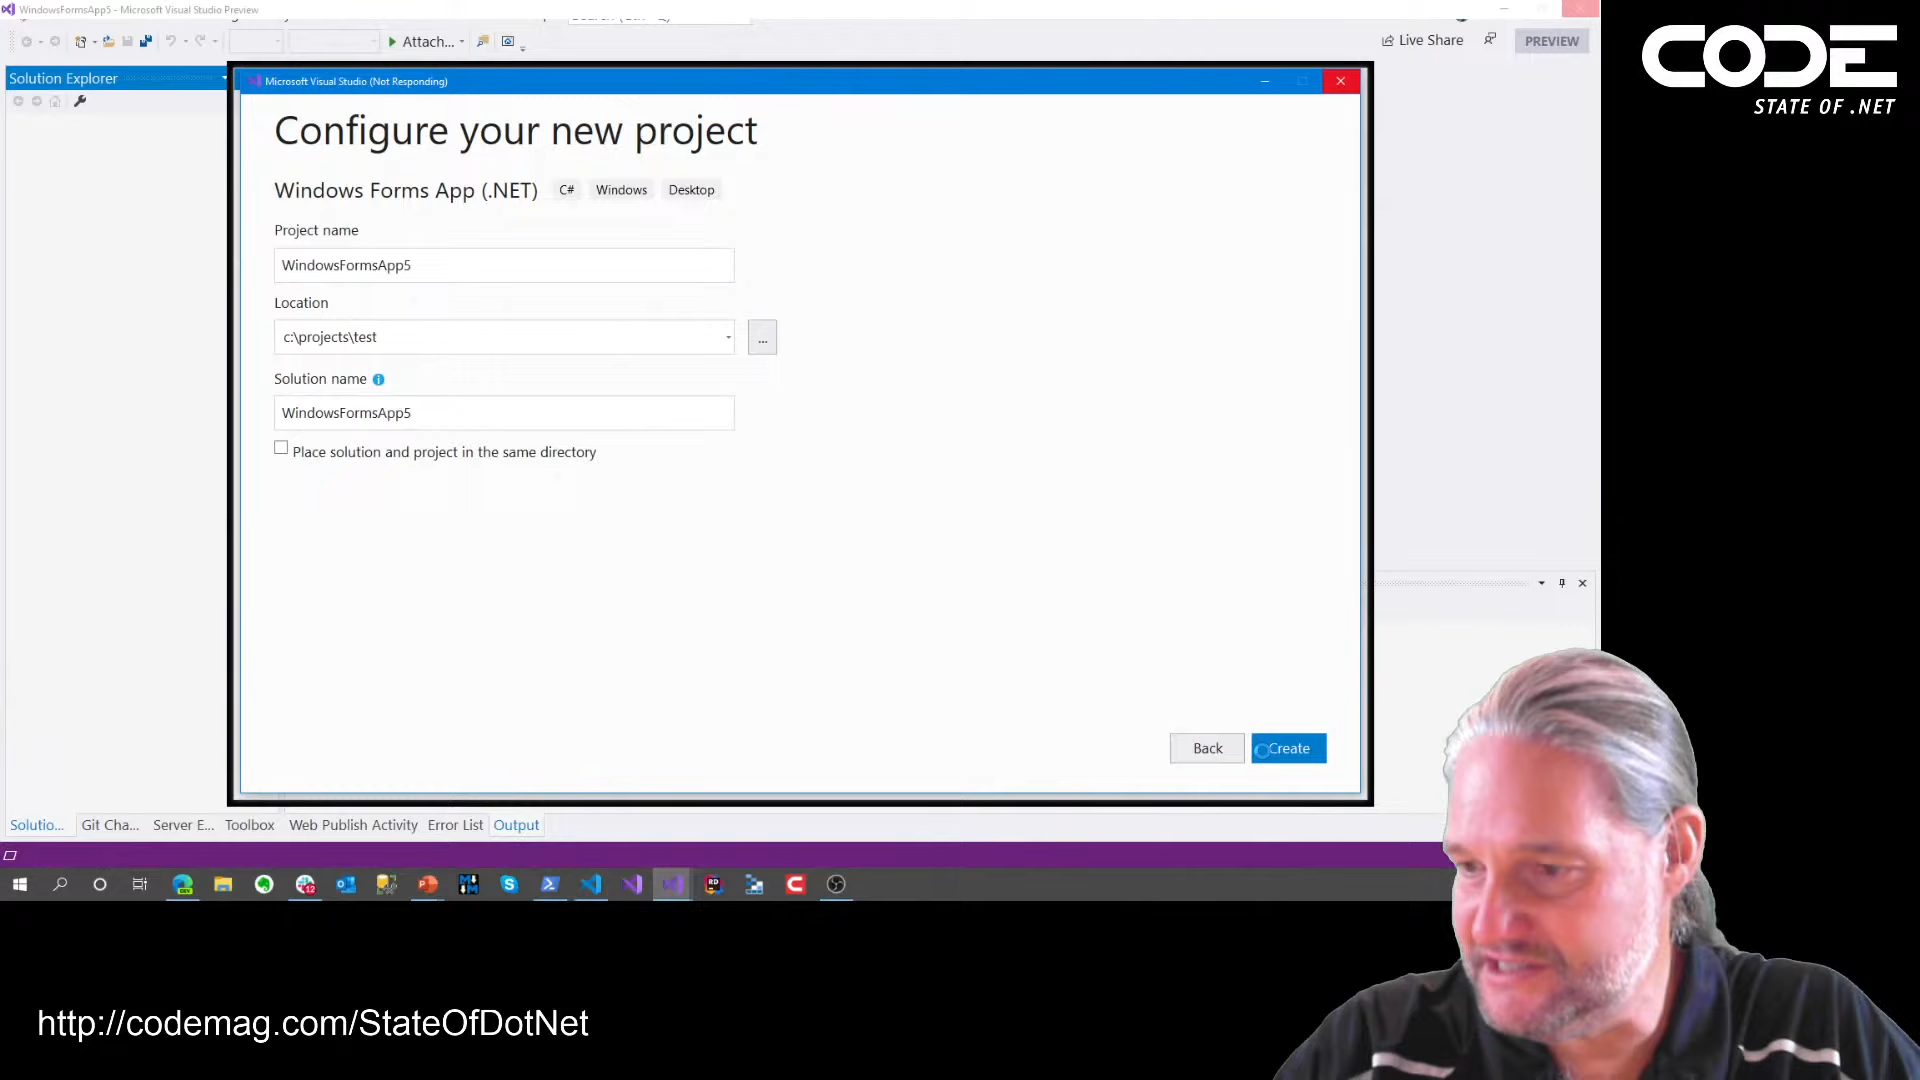 WindowsFormsApp5 - Microsoft Visual Studio Preview
Attach...
Live Share
PREVIEW
CODE
STATE OF .NET
Solution Explorer
Microsoft Visual Studio (Not Responding)
Configure your new project
Windows Forms App (.NET) C# Windows Desktop
Project name
WindowsFormsApp5
Location
c:\projects\test
...
Solution name
WindowsFormsApp5
Place solution and project in the same directory
Back
Create
Solutio...
Git Cha...
Server E...
Toolbox
Web Publish Activity
Error List
Output
http://codemag.com/StateOfDotNet